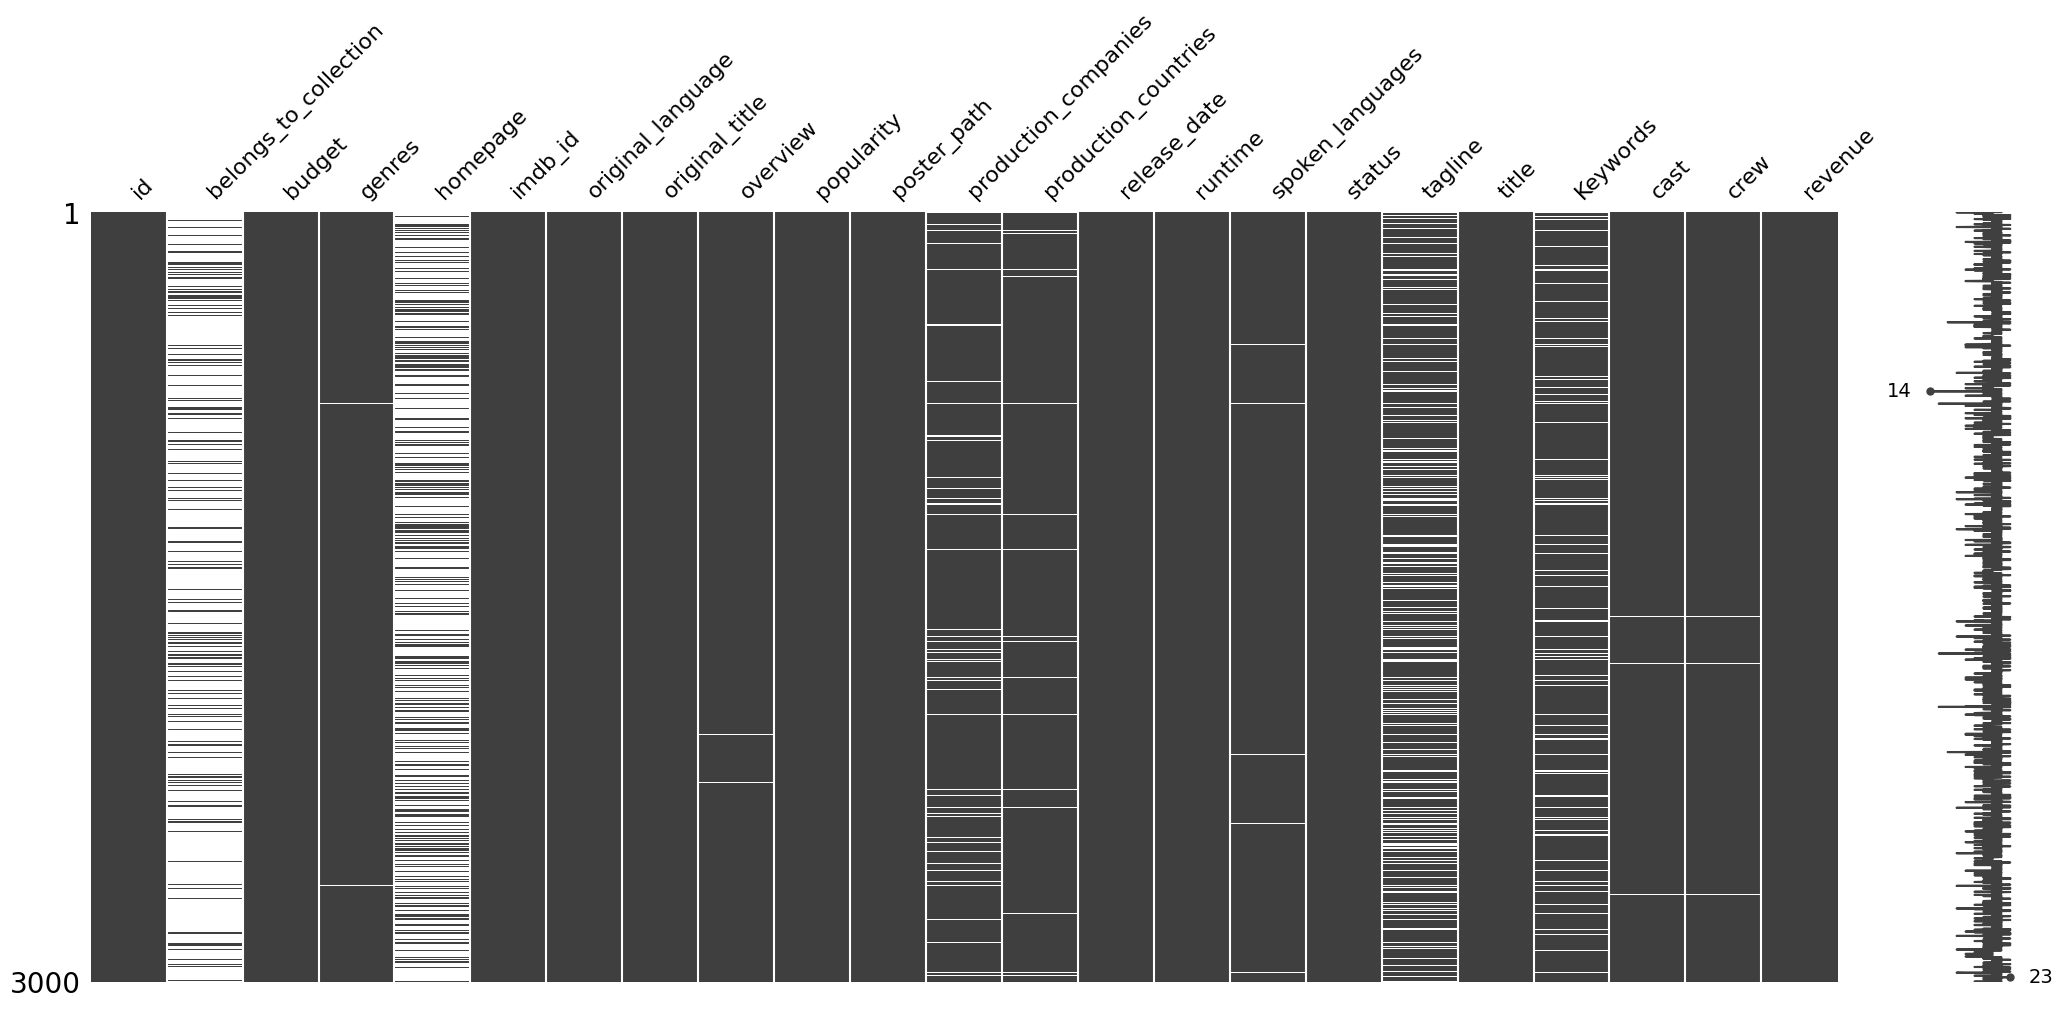 id
belongs_to_collection
budget
genres
homepage
imdb_id
original_language
original_title
overview
popularity
poster_path
production_companies
production_countries
release_date
runtime
spoken_languages
status
tagline
title
Keywords
cast
crew
revenue
1
14
3000
23